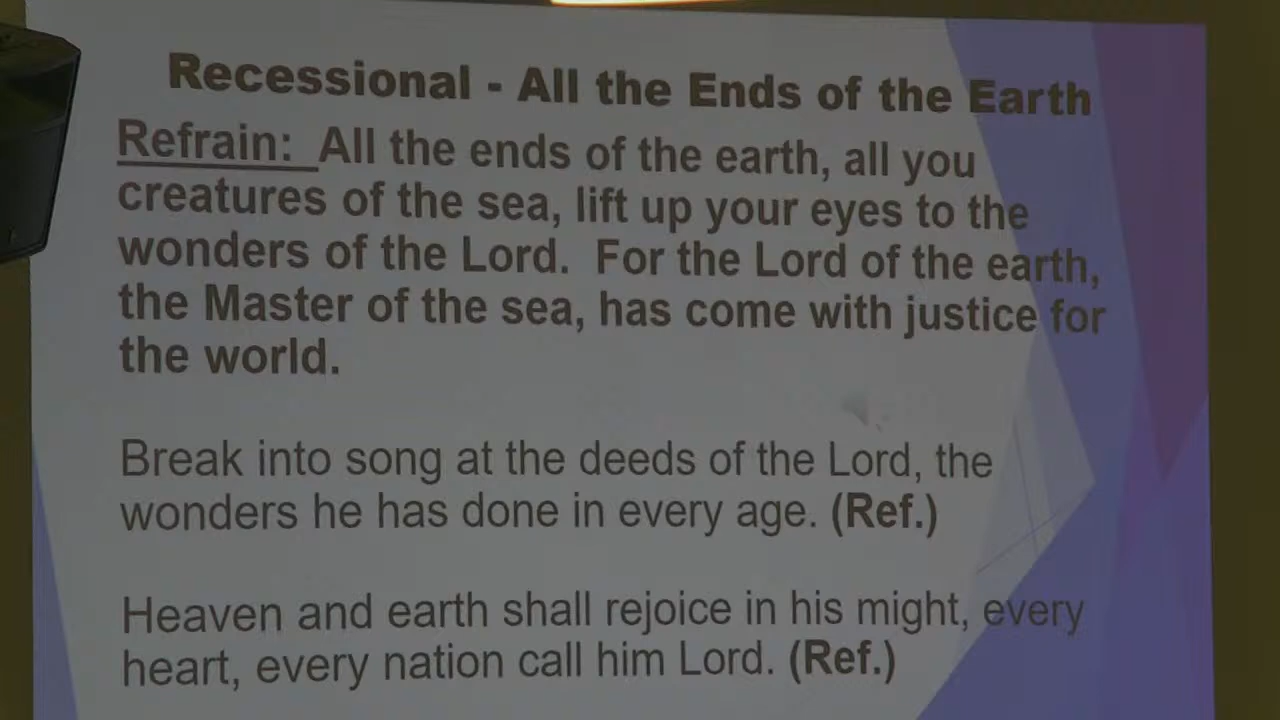 Recessional - All the Ends of the Earth
Refrain: All the ends of the earth, all you
creatures of the sea, lift up your eyes to the
wonders of the Lord. For the Lord of the earth,
the Master of the sea, has come with justice for
the world.
Break into song at the deeds of the Lord, the
wonders he has done in every age. (Ref.)
Heaven and earth shall rejoice in his might, every
heart, every nation call him Lord. (Ref.)